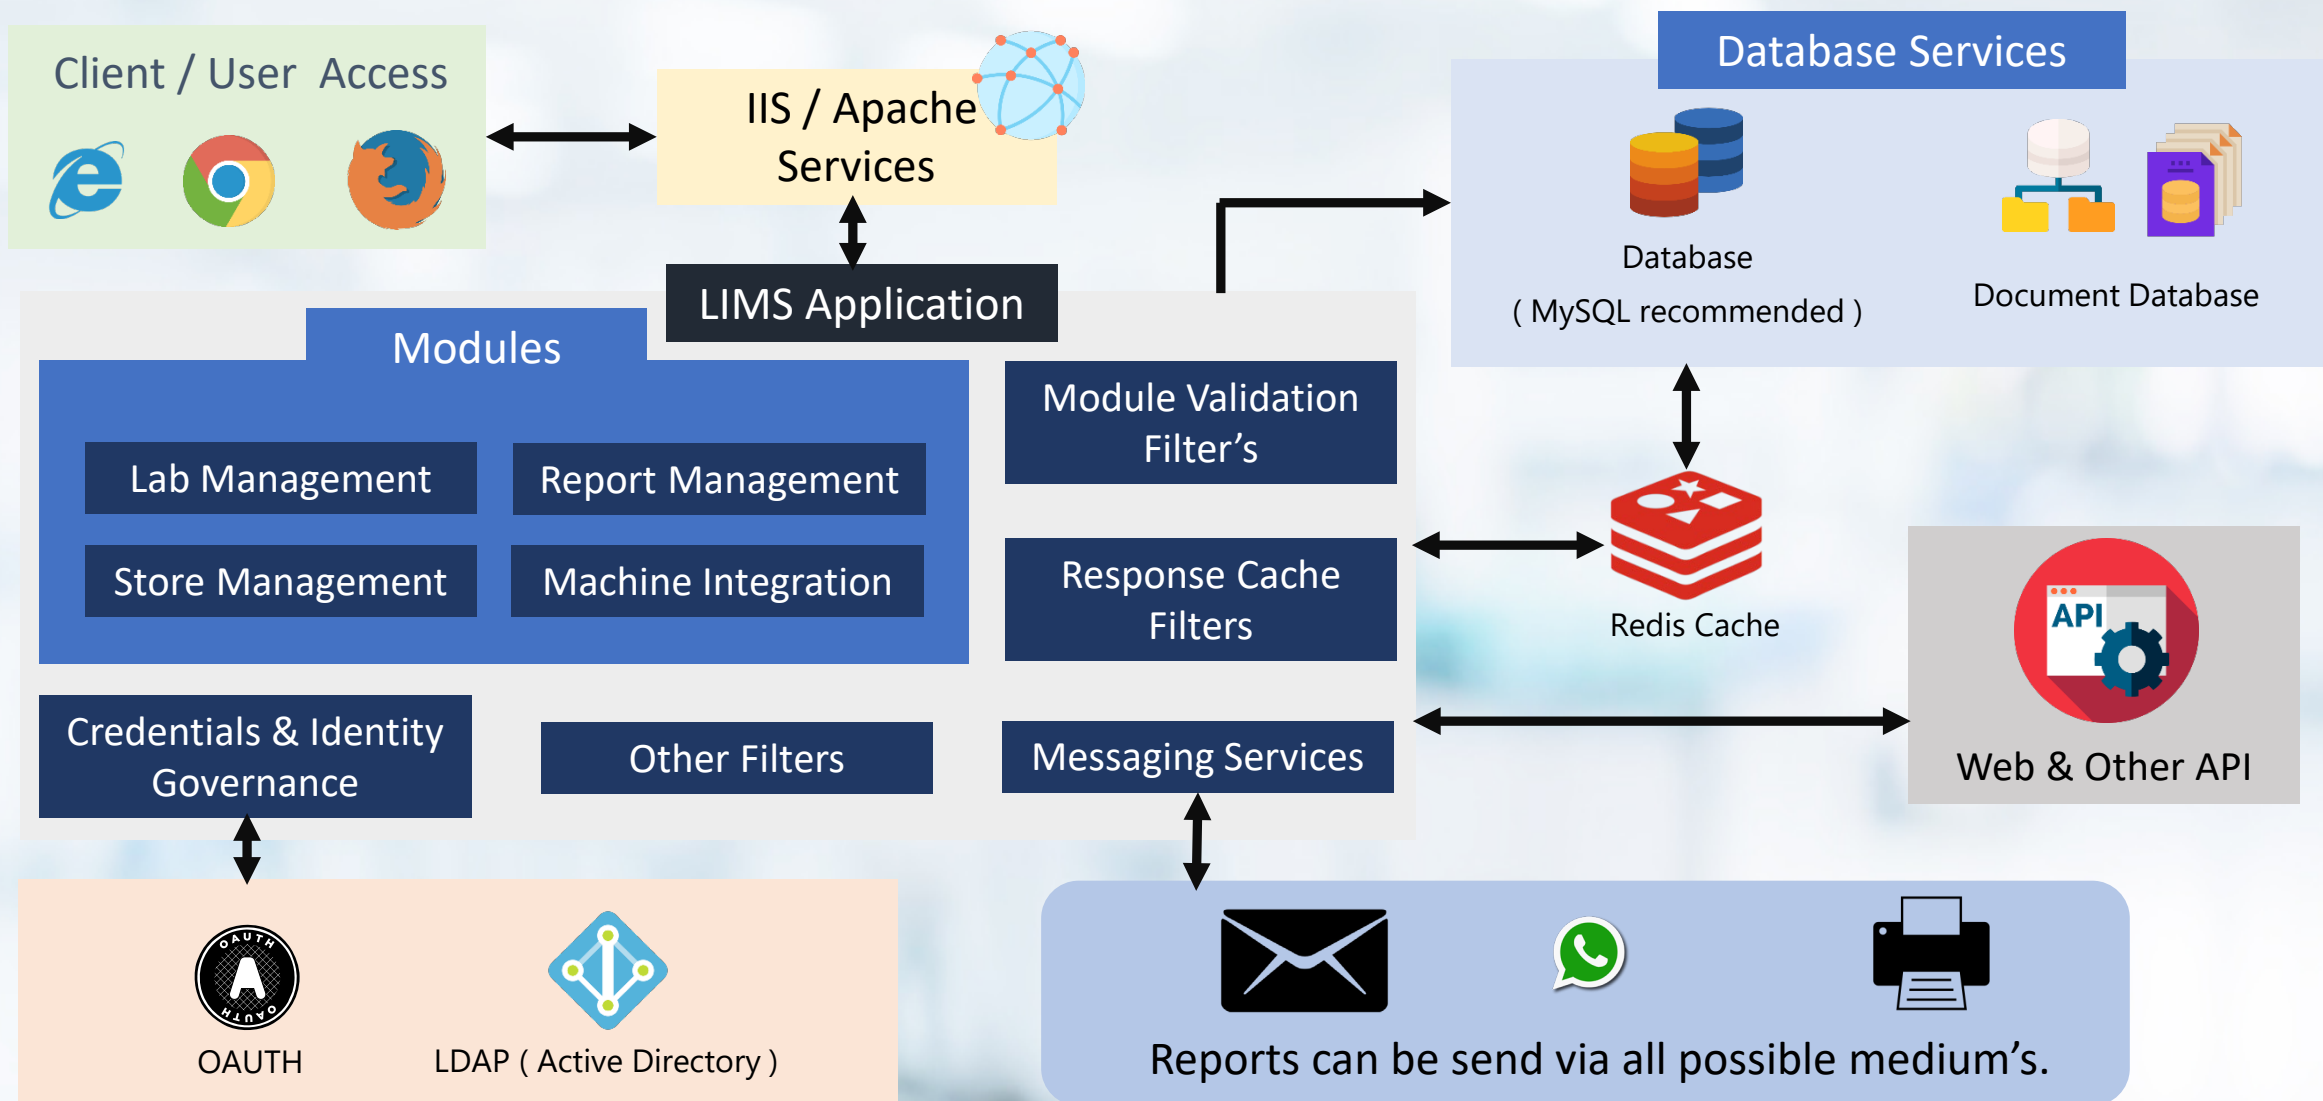 Client / User Access
IIS / Apache
Services
Database Services
Database
( MySQL recommended )
Document Database
LIMS Application
Modules
Lab Management
Report Management
Store Management
Machine Integration
Module Validation
Filter’s
Response Cache
Filters
Redis Cache
API
Web & Other API
Credentials & Identity
Governance
Other Filters
Messaging Services
OAUTH
A
OAUTH
OAUTH
LDAP ( Active Directory )
Reports can be send via all possible medium’s.